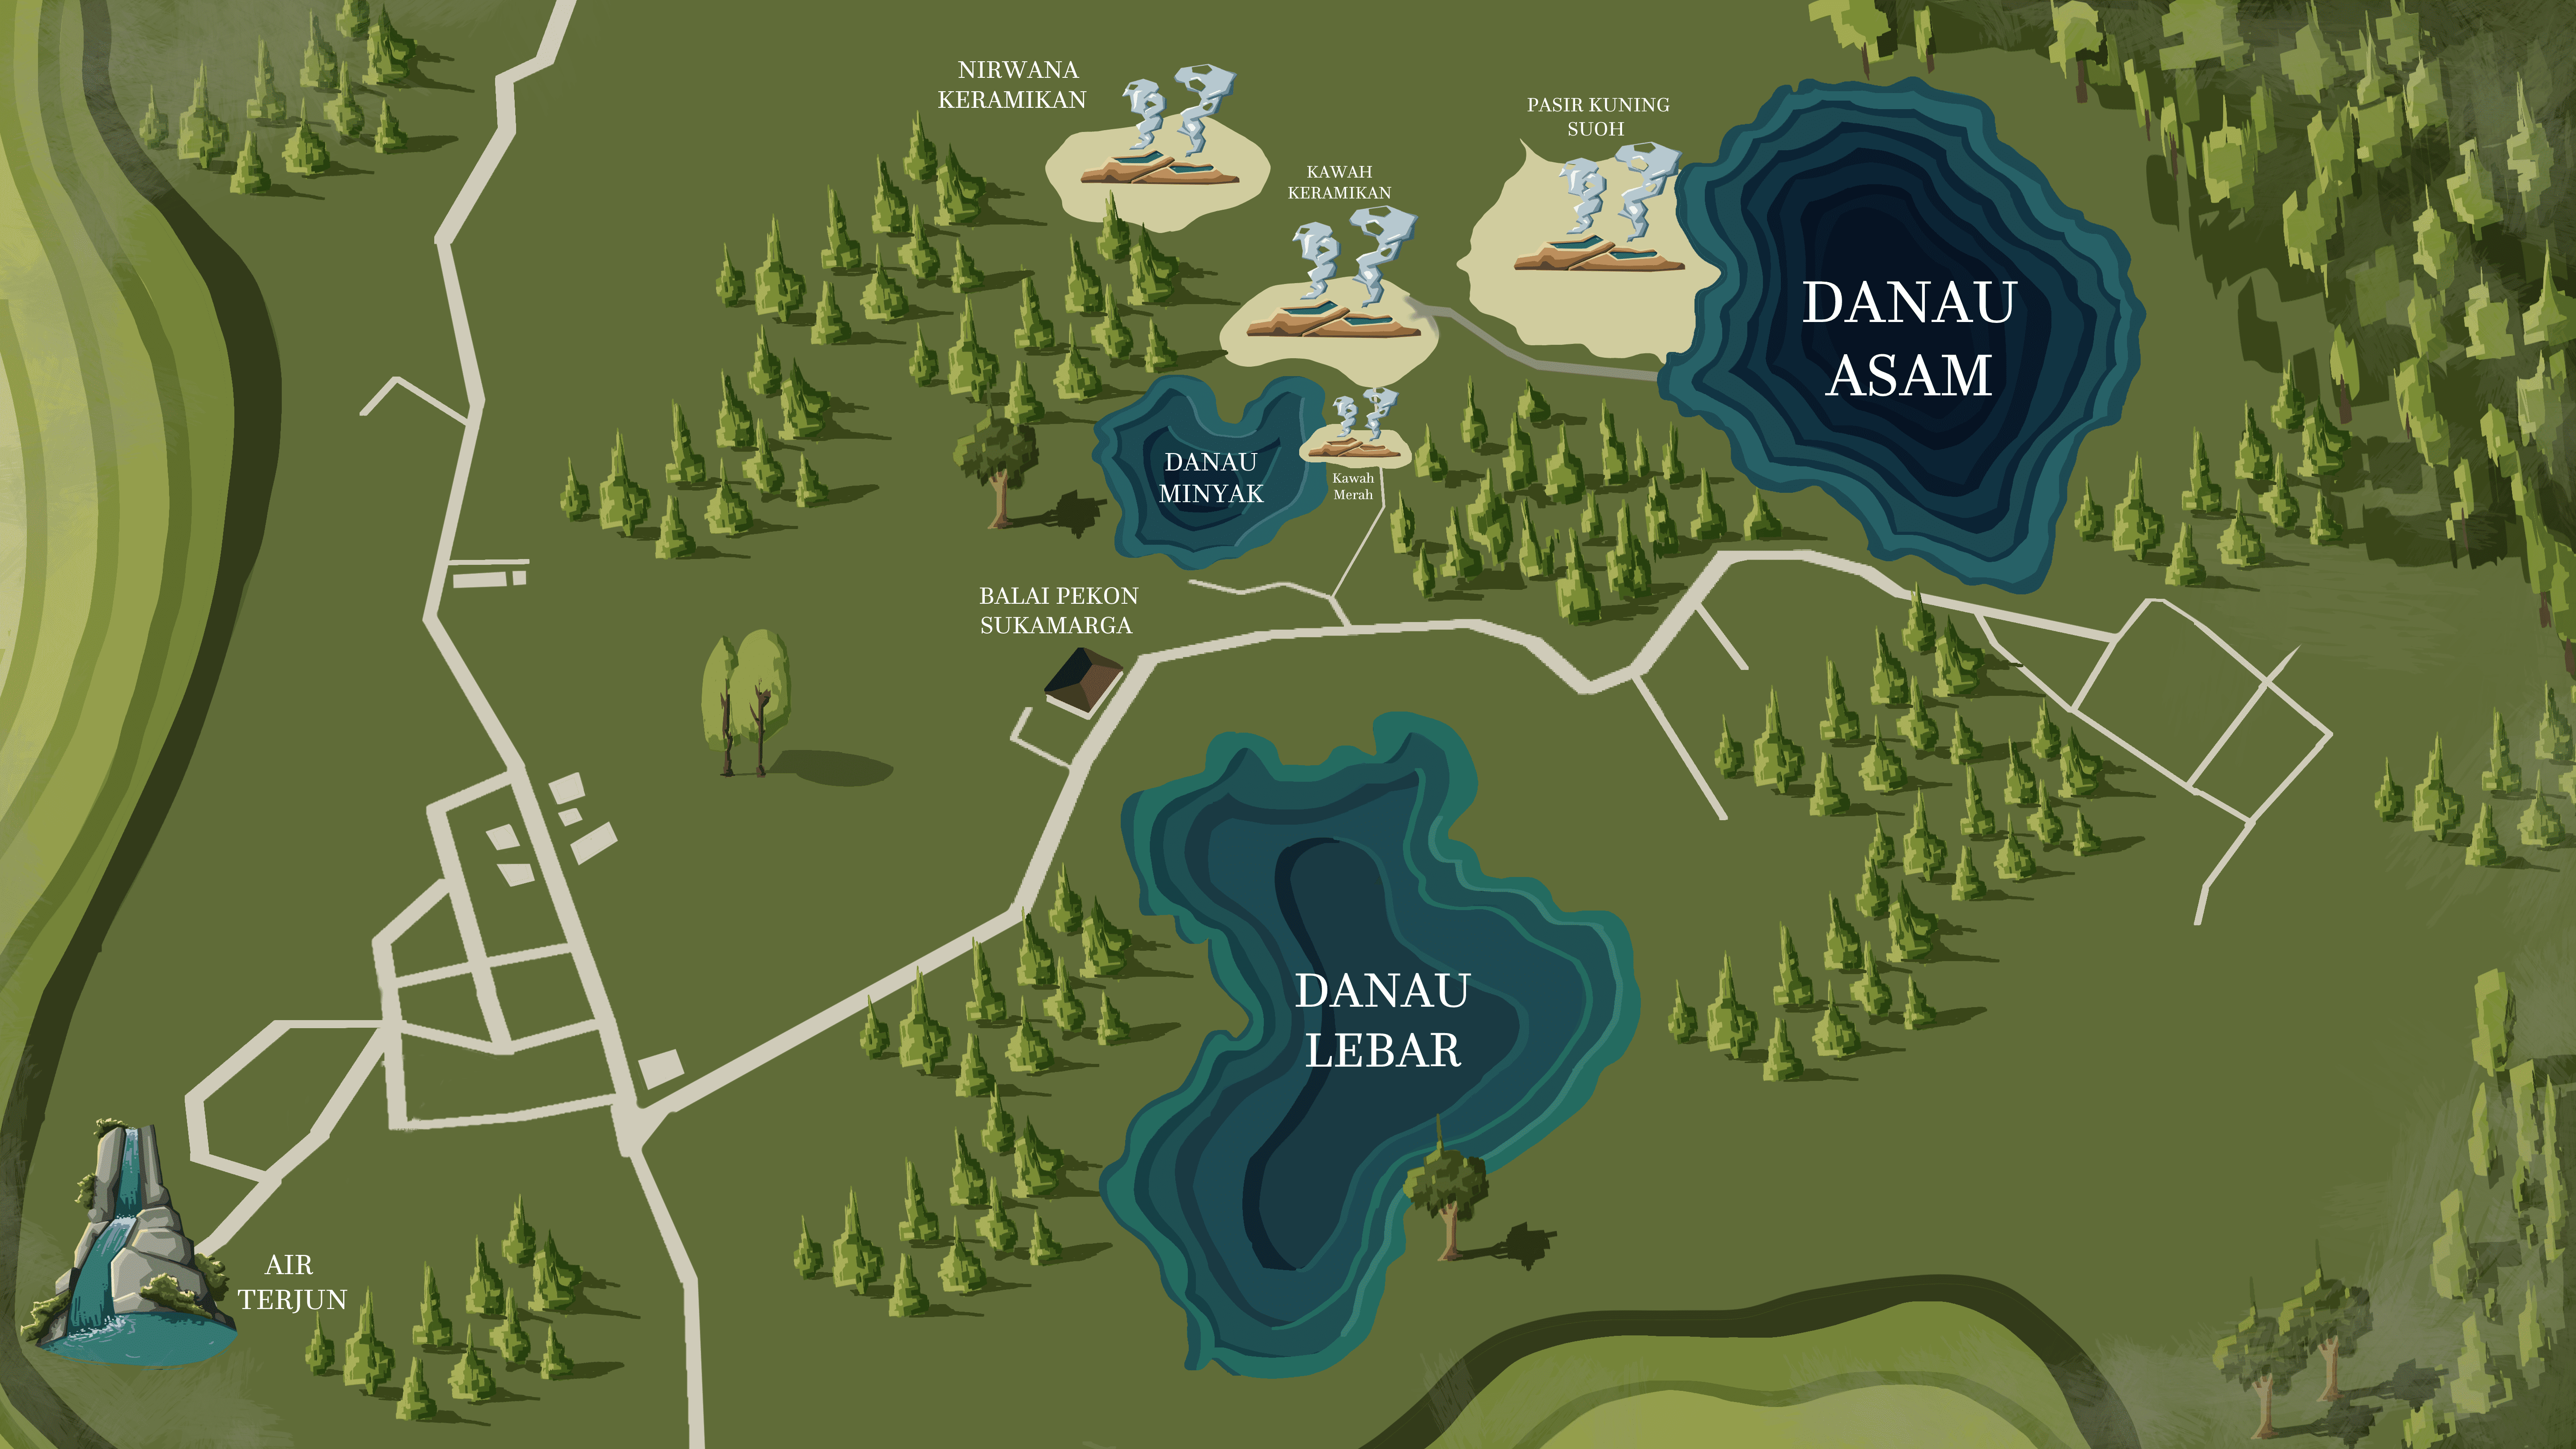 NIRWANA
KERAMIKAN
PASIR KUNING
SUOH
KAWAH
KERAMIKAN
DANAU
ASAM
DANAU
MINYAK
Kawah
Merah
BALAI PEKON
SUKAMARGA
DANAU
LEBAR
AIR
TERJUN